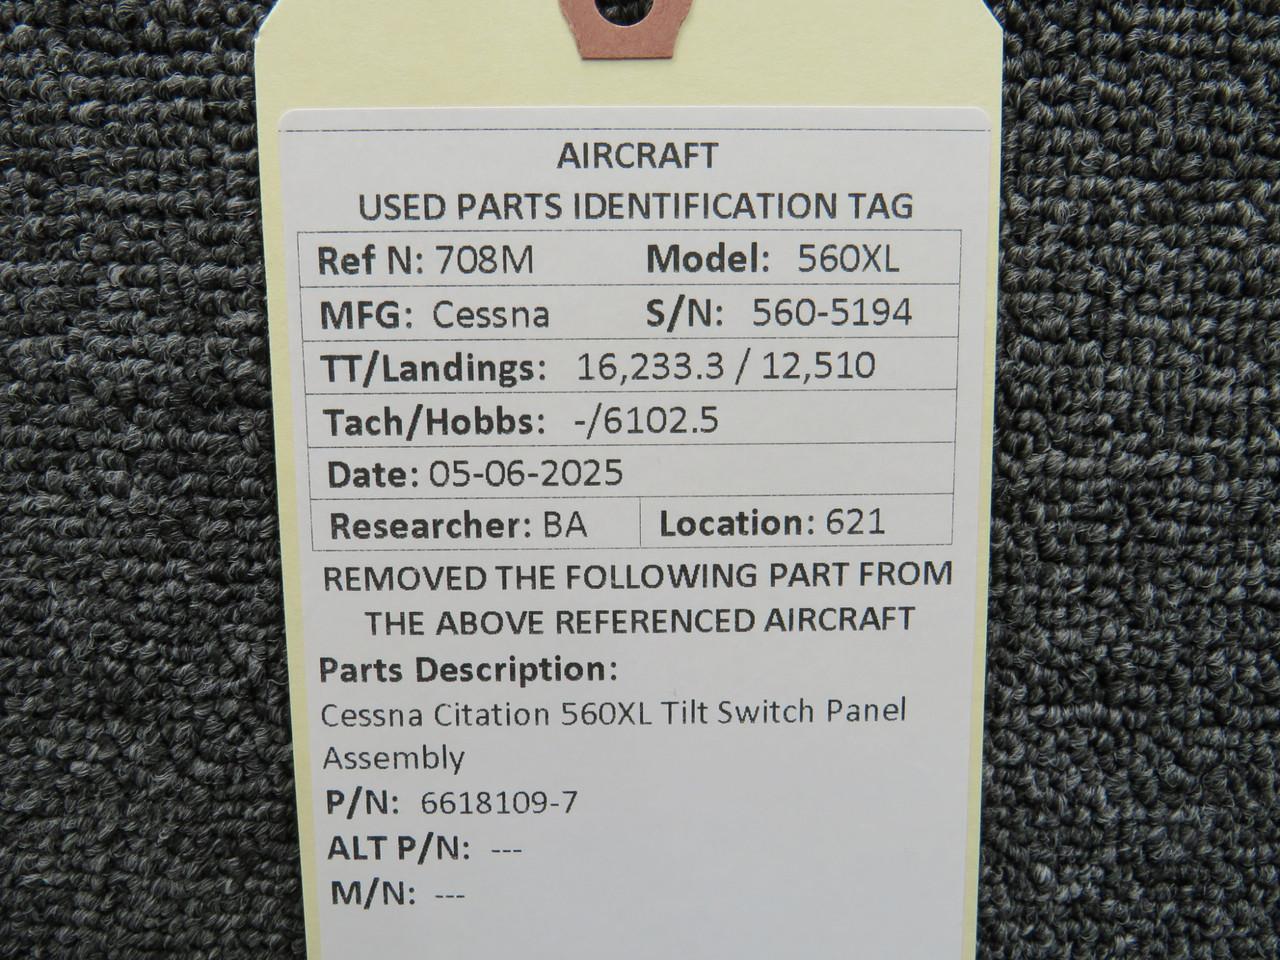 AIRCRAFT
USED PARTS IDENTIFICATION TAG
Ref N: 708M Model: 560XL
MFG: Cessna S/N: 560-5194
TT/Landings: 16,233.3 / 12,510
Tach/Hobbs: -/6102.5
Date: 05-06-2025
Researcher: BA Location: 621
REMOVED THE FOLLOWING PART FROM
THE ABOVE REFERENCED AIRCRAFT
Parts Description:
Cessna Citation 560XL Tilt Switch Panel
Assembly
P/N: 6618109-7
ALT P/N: ---
M/N: ---